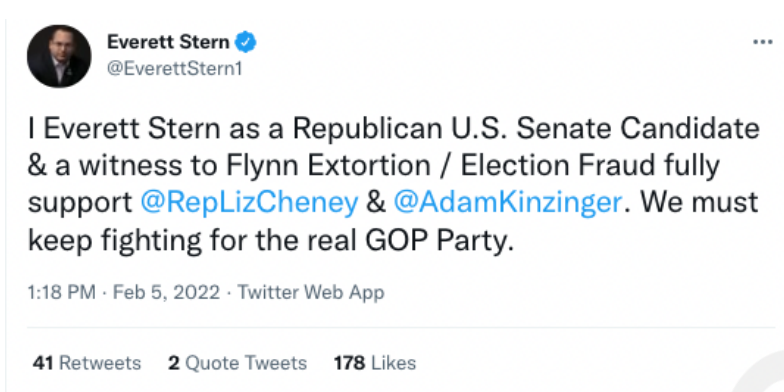 Everett Stern
@EverettStern1
I Everett Stern as a Republican U.S. Senate Candidate
& a witness to Flynn Extortion / Election Fraud fully
support @RepLizCheney & @AdamKinzinger. We must
keep fighting for the real GOP Party.
1:18 PM · Feb 5, 2022 · Twitter Web App
41 Retweets 2 Quote Tweets 178 Likes